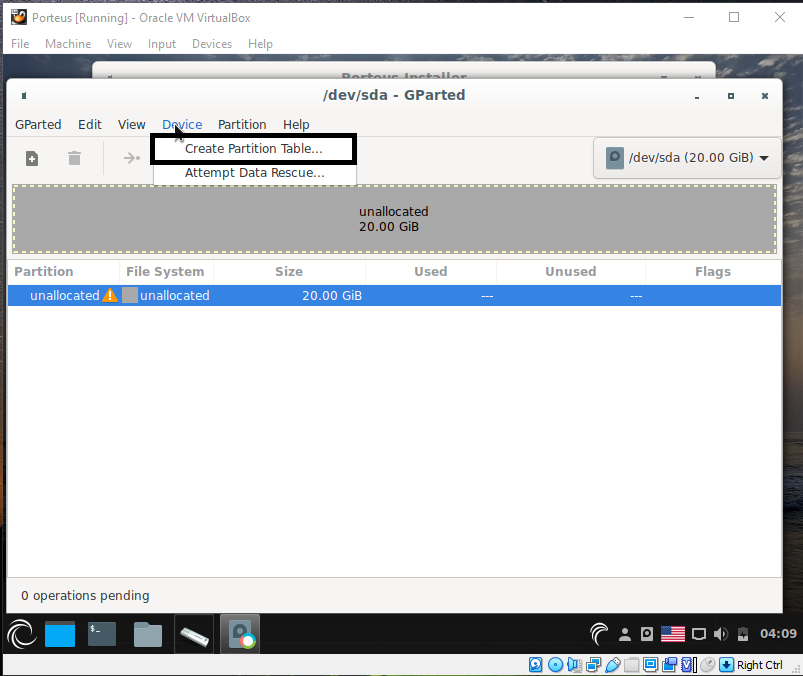 Porteus [Running] - Oracle VM VirtualBox
File Machine View Input Devices Help
Porteus Installer
/dev/sda - GParted
GParted Edit View Device Partition Help
Create Partition Table...
Attempt Data Rescue...
/dev/sda (20.00 GiB)
unallocated
20.00 GiB
Partition File System Size Used Unused Flags
unallocated unallocated 20.00 GiB --- ---
0 operations pending
04:09
Right Ctrl